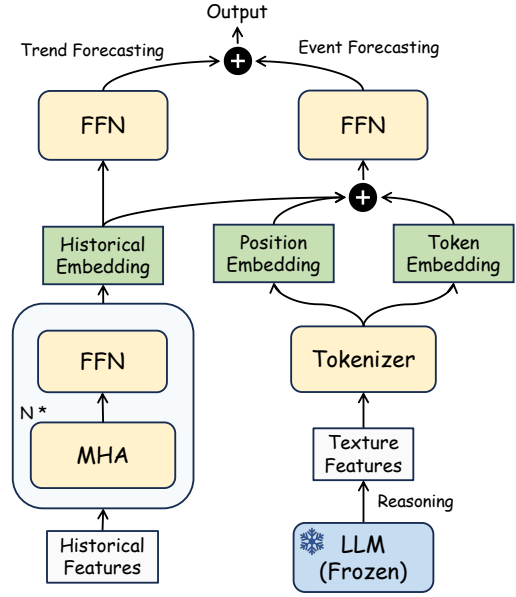 Output
Trend Forecasting
Event Forecasting
FFN
FFN
Historical
Embedding
Position
Embedding
Token
Embedding
FFN
N *
MHA
Tokenizer
Texture
Features
Reasoning
Historical
Features
LLM
(Frozen)